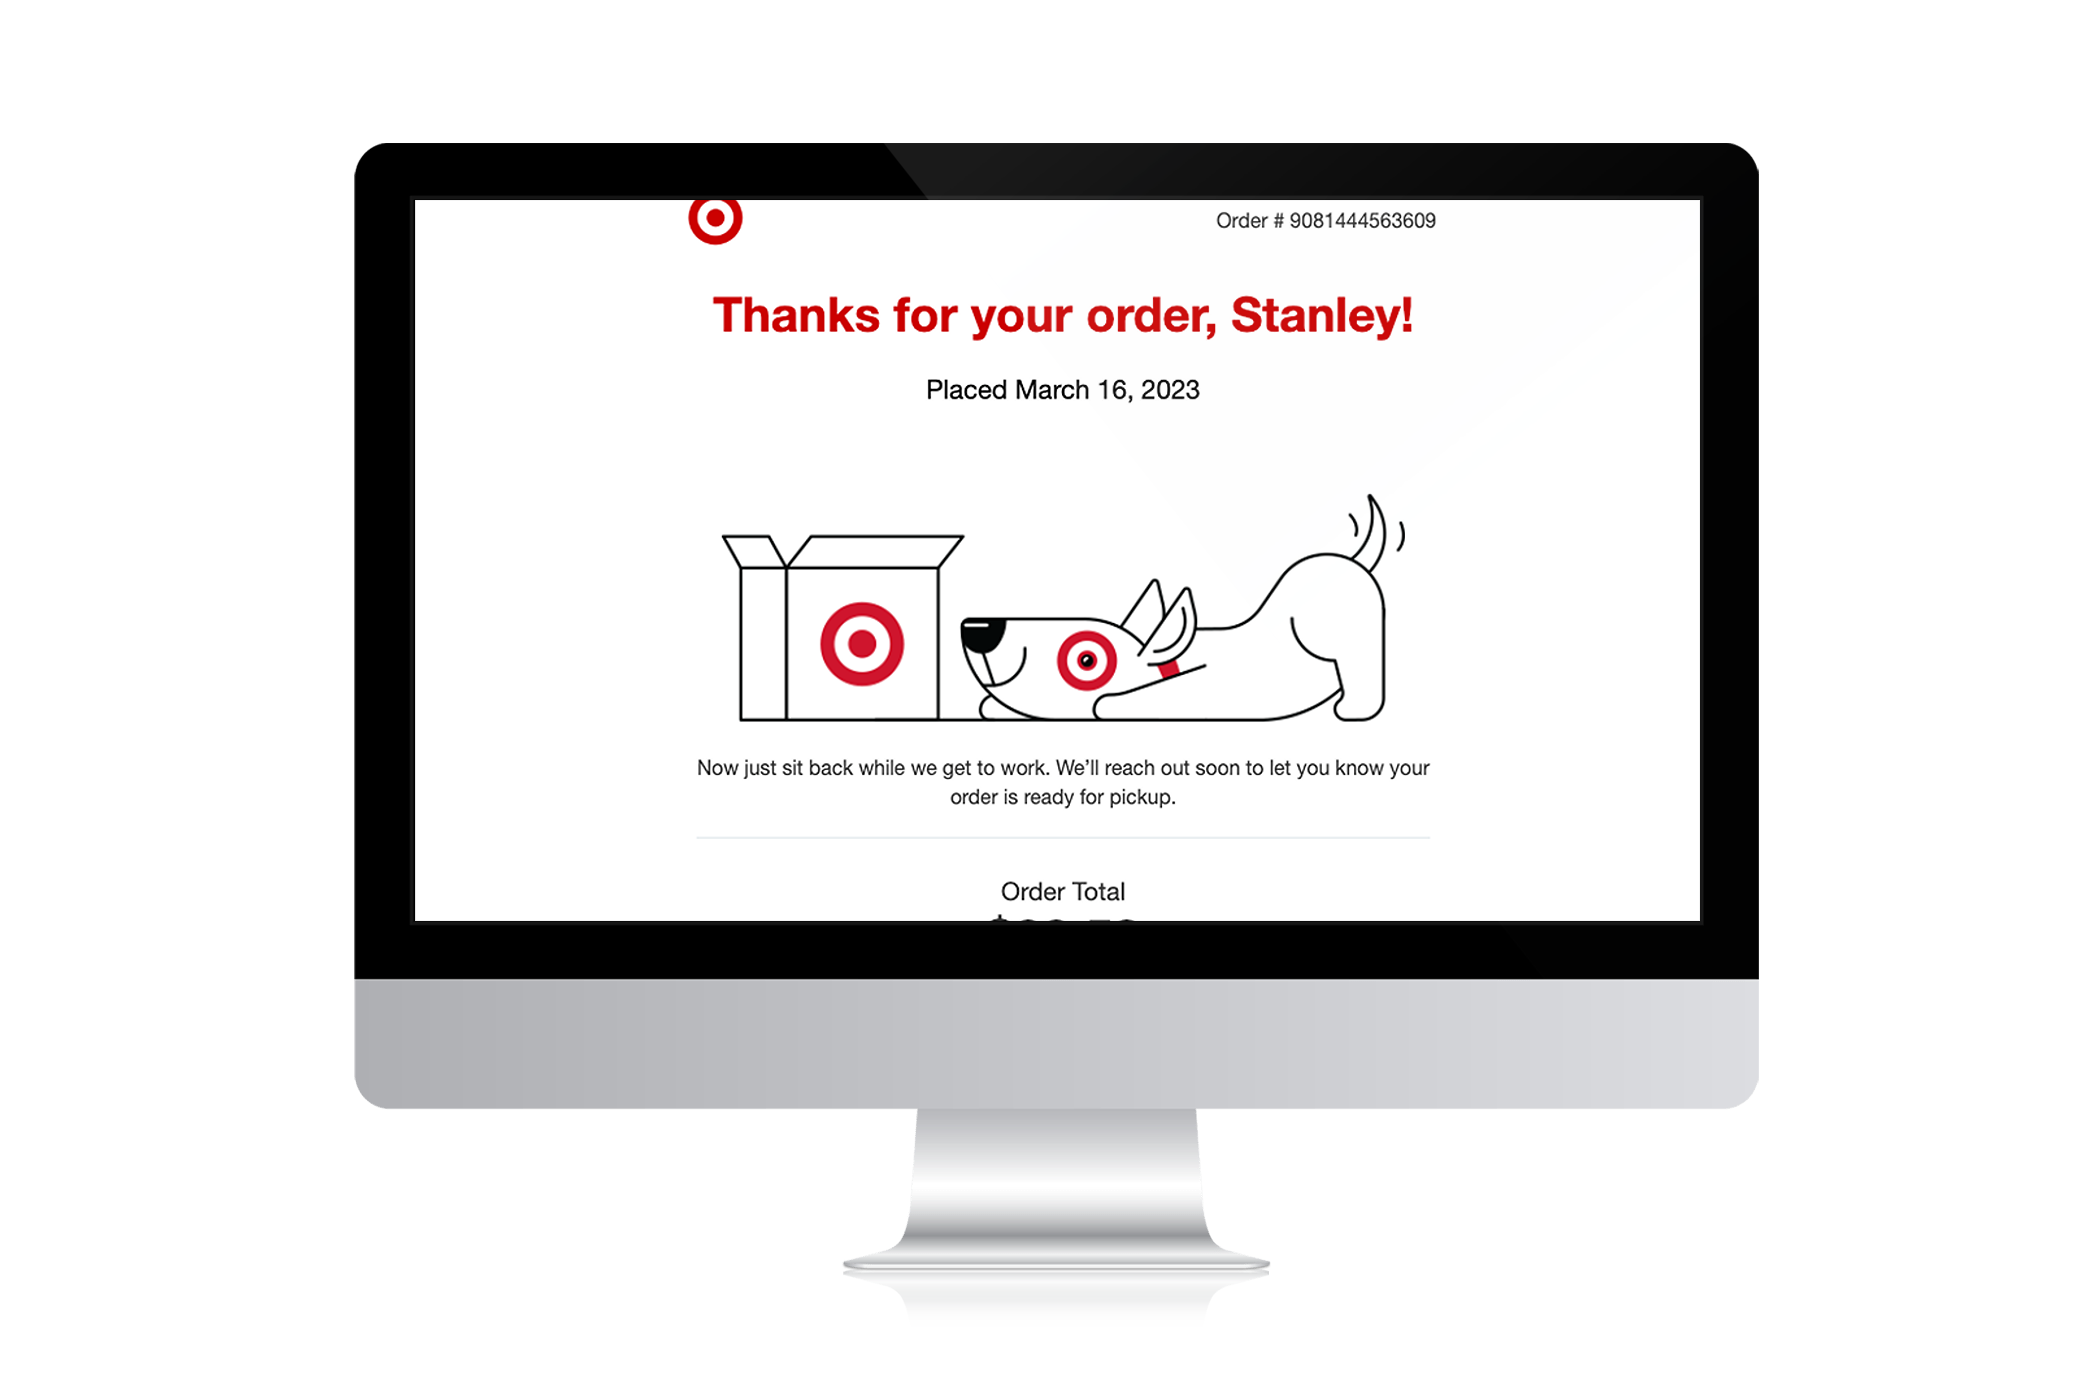 Order # 9081444563609
Thanks for your order, Stanley!
Placed March 16, 2023
Now just sit back while we get to work. We’ll reach out soon to let you know your
order is ready for pickup.
Order Total